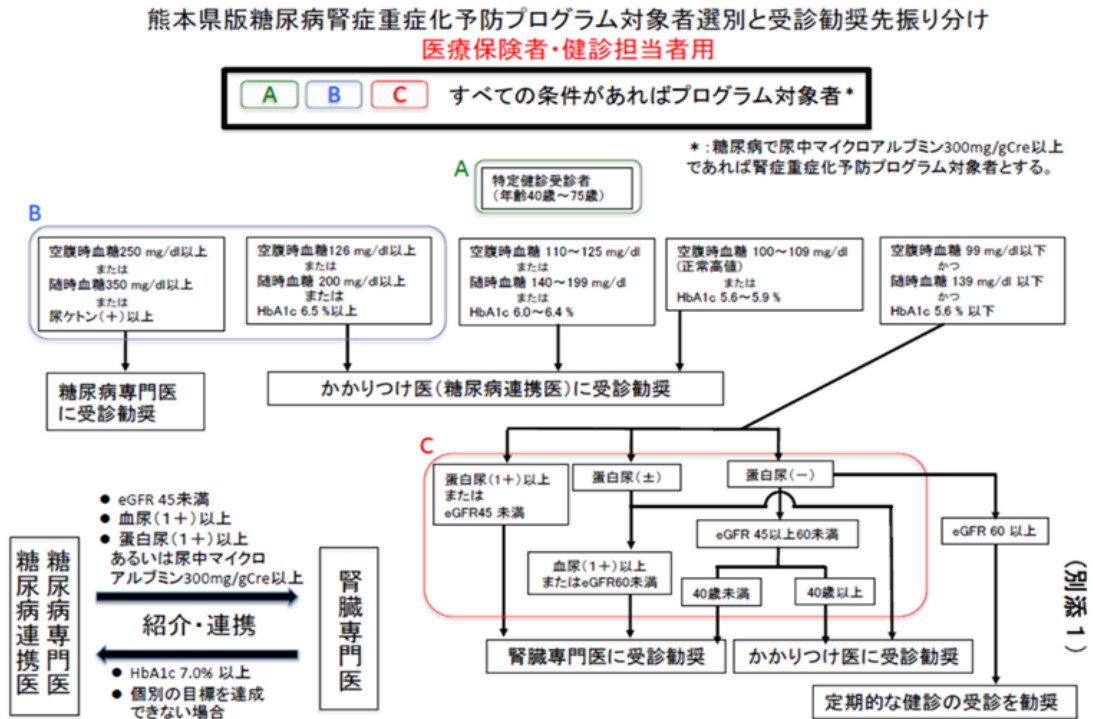 熊本県版糖尿病腎症重症化予防プログラム対象者選別と受診勧奨先振り分け
医療保険者・健診担当者用
A B C すべての条件があればプログラム対象者*
*：糖尿病で尿中マイクロアルブミン300mg/gCre以上
であれば腎症重症化予防プログラム対象者とする。
A
特定健診受診者
(年齢40歳～75歳)
B
空腹時血糖250 mg/dl以上
または
随時血糖350 mg/dl以上
または
尿ケトン(+)以上
空腹時血糖126 mg/dl以上
または
随時血糖 200 mg/dl以上
または
HbA1c 6.5 %以上
空腹時血糖 110～125 mg/dl
または
随時血糖 140～199 mg/dl
または
HbA1c 6.0～6.4 %
空腹時血糖 100～109 mg/dl
(正常高値)
または
HbA1c 5.6～5.9 %
空腹時血糖 99 mg/dl以下
かつ
随時血糖 139 mg/dl 以下
かつ
HbA1c 5.6 % 以下
糖尿病専門医
に受診勧奨
かかりつけ医(糖尿病連携医)に受診勧奨
C
蛋白尿(1+)以上
または
eGFR45 未満
蛋白尿(±)
蛋白尿(－)
eGFR 45以上60未満
eGFR 60 以上
血尿(1+)以上
またはeGFR60未満
40歳未満
40歳以上
腎臓専門医に受診勧奨
かかりつけ医に受診勧奨
定期的な健診の受診を勧奨
● eGFR 45未満
● 血尿(1+)以上
● 蛋白尿(1+)以上
あるいは尿中マイクロ
アルブミン300mg/gCre以上
糖尿病専門医
糖尿病連携医
紹介・連携
腎臓専門医
● HbA1c 7.0% 以上
● 個別の目標を達成
できない場合
(別添1)